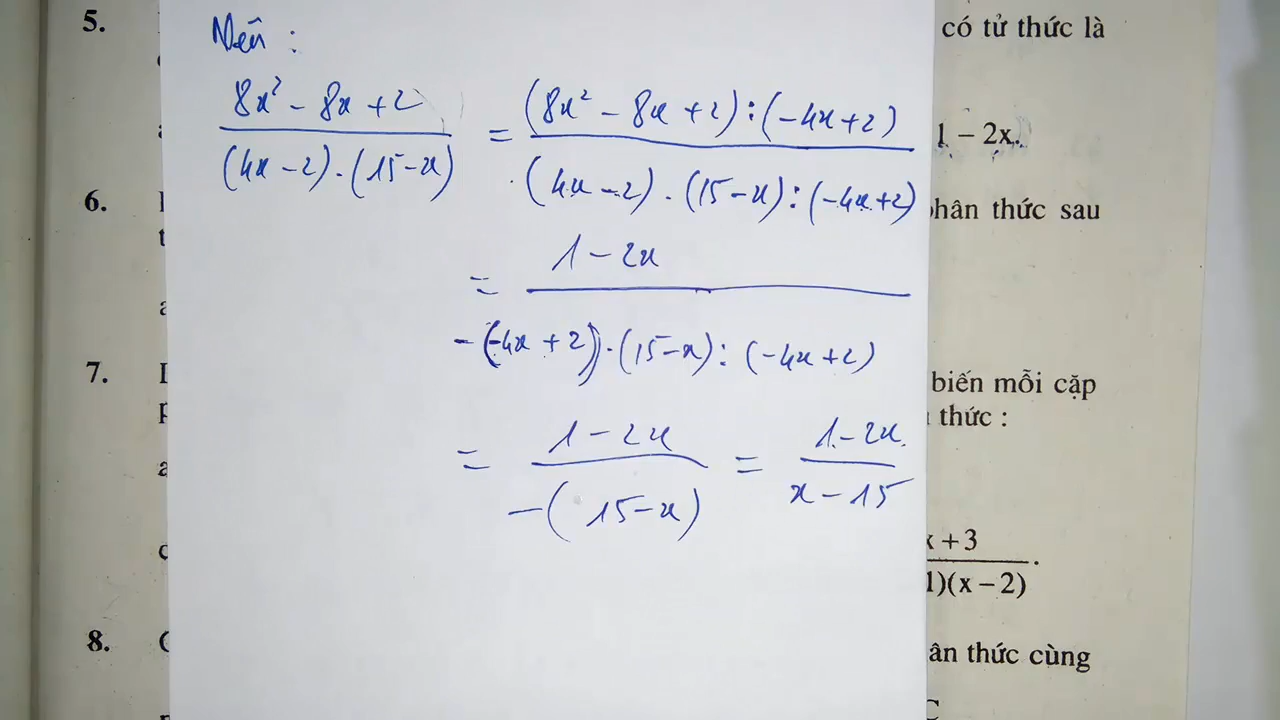 5.
có tử thức là
1 – 2x.
6.
phân thức sau
7.
biến mỗi cặp
thức :
x + 3
1)(x – 2)
.
8.
ân thức cùng
Nên :
8x² – 8x + 2
(4x – 2) . (15 – x)
= (8x² – 8x + 2) : (–4x + 2)
(4x – 2) . (15 – x) : (–4x + 2)
= 1 – 2x
– (–4x + 2) . (15 – x) : (–4x + 2)
= 1 – 2x
– (15 – x)
= 1 – 2x
x – 15